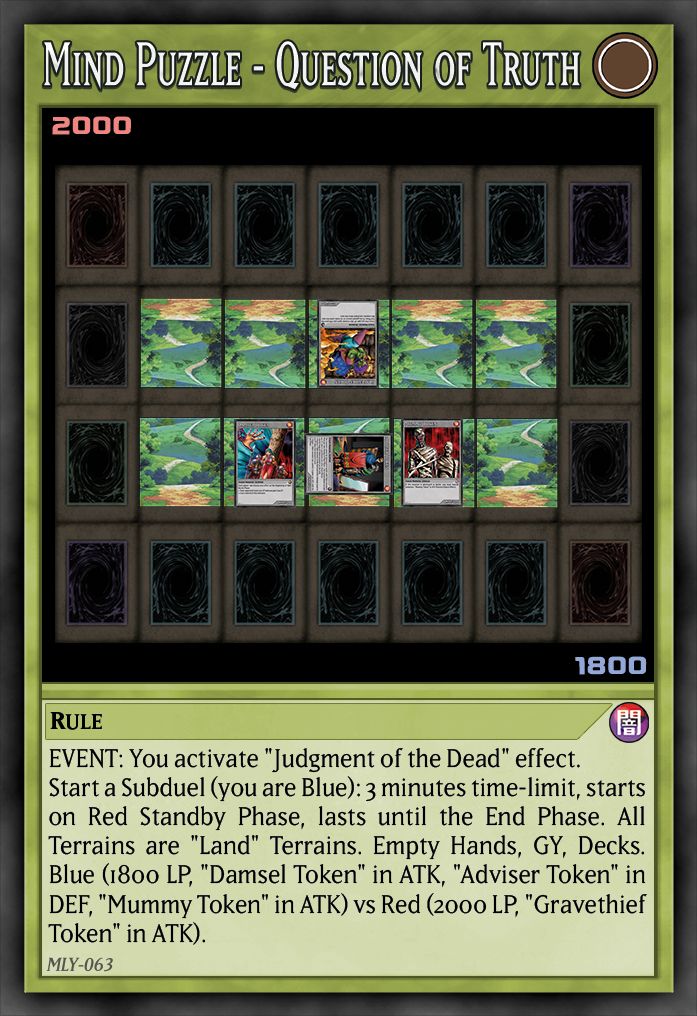 Mind Puzzle - Question of Truth
2000
1800
Rule
闇
EVENT: You activate "Judgment of the Dead" effect.
Start a Subduel (you are Blue): 3 minutes time-limit, starts
on Red Standby Phase, lasts until the End Phase. All
Terrains are "Land" Terrains. Empty Hands, GY, Decks.
Blue (1800 LP, "Damsel Token" in ATK, "Adviser Token" in
DEF, "Mummy Token" in ATK) vs Red (2000 LP, "Gravethief
Token" in ATK).
MLY-063